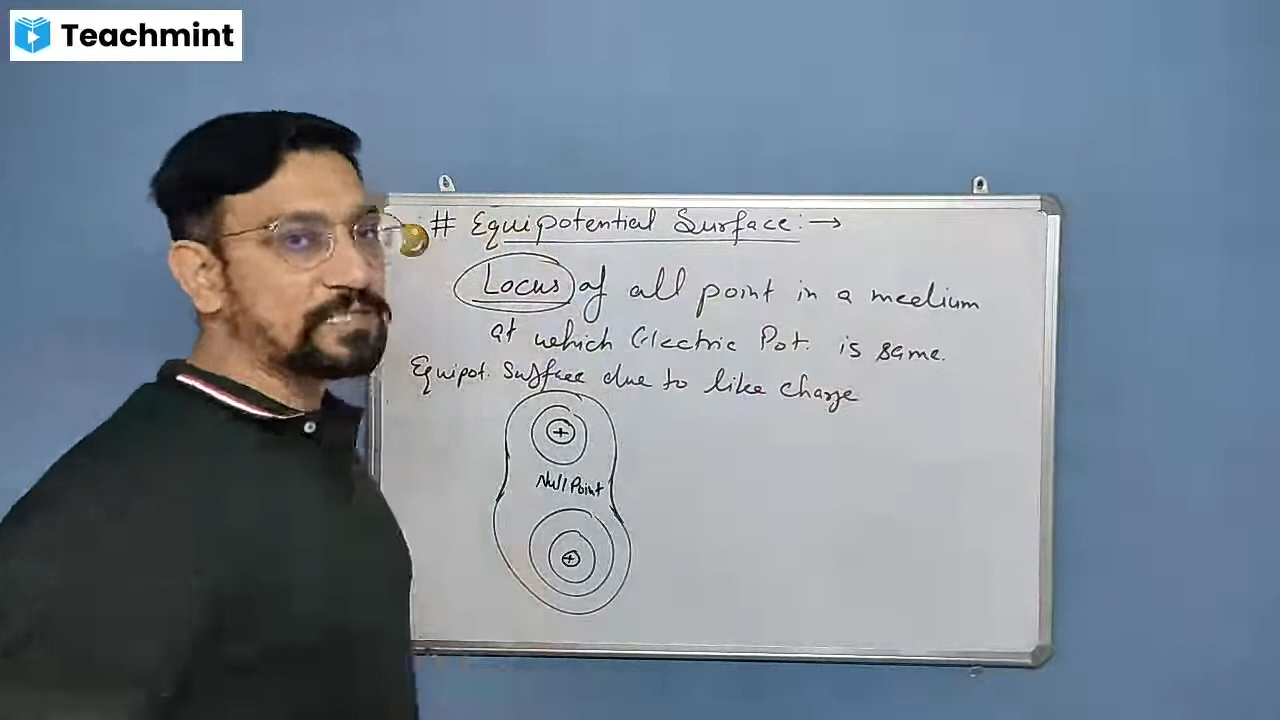 Teachmint
# Equipotential Surface:→
Locus of all point in a medium
at which Electric Pot. is same.
Equipot. Surface due to like charge
+
Null Point
+